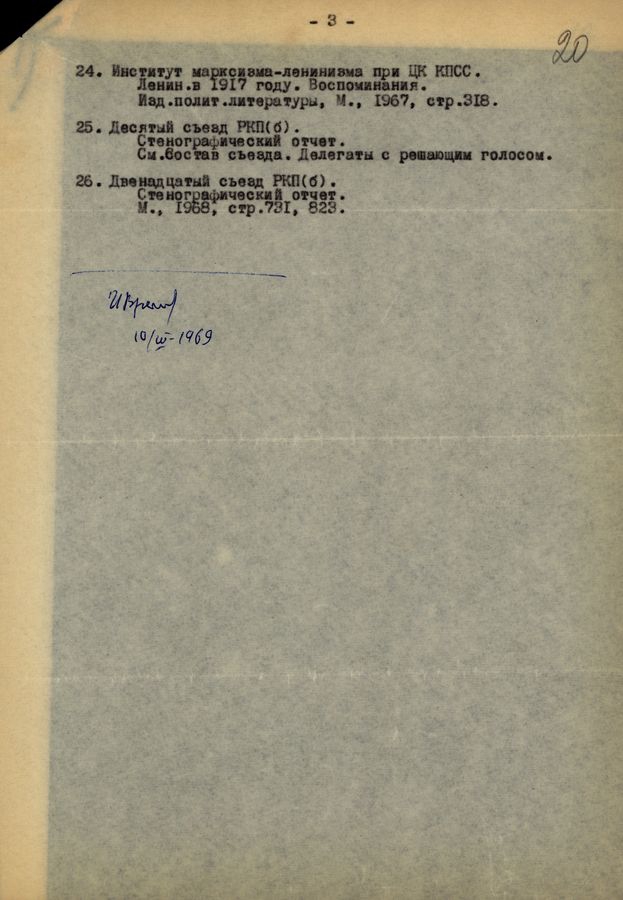 - 3 -
20
24. Институт марксизма-ленинизма при ЦК КПСС.
Ленин.в 1917 году. Воспоминания.
Изд.полит.литературы, М., 1967, стр.318.
25. Десятый съезд РКП(б).
Стенографический отчет.
См.Состав съезда. Делегаты с решающим голосом.
26. Двенадцатый съезд РКП(б).
Стенографический отчет.
М., 1968, стр.731, 823.
10/III-1969